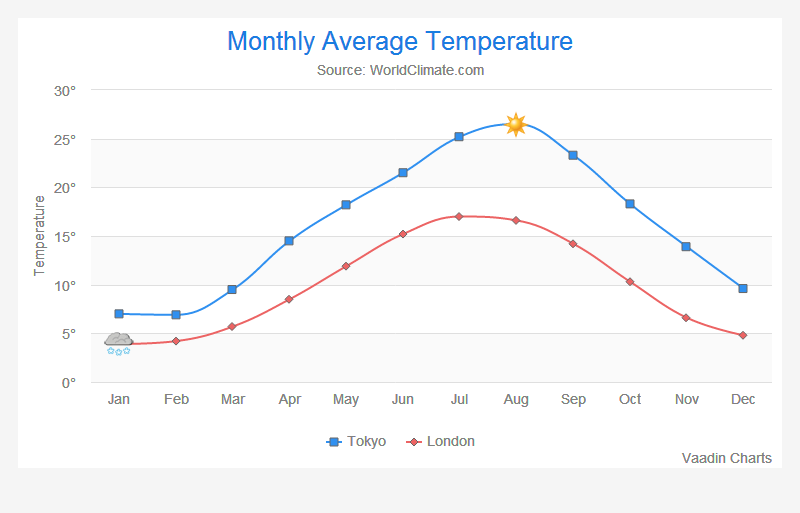 Monthly Average Temperature
Source: WorldClimate.com
Temperature
30°
25°
20°
15°
10°
5°
0°
Jan Feb Mar Apr May Jun Jul Aug Sep Oct Nov Dec
Tokyo London
Vaadin Charts